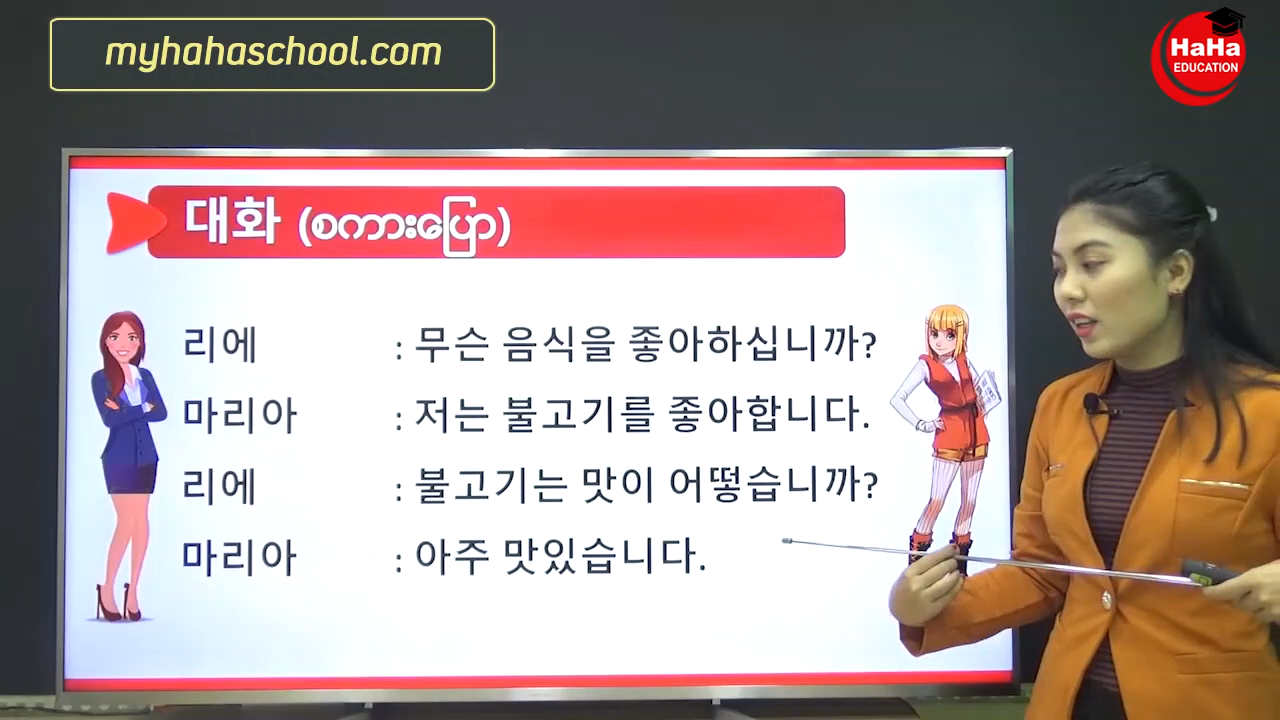 myhahaschool.com
HaHa
EDUCATION
대화 (စကားပြော)
리에 : 무슨 음식을 좋아하십니까?
마리아 : 저는 불고기를 좋아합니다.
리에 : 불고기는 맛이 어떻습니까?
마리아 : 아주 맛있습니다.